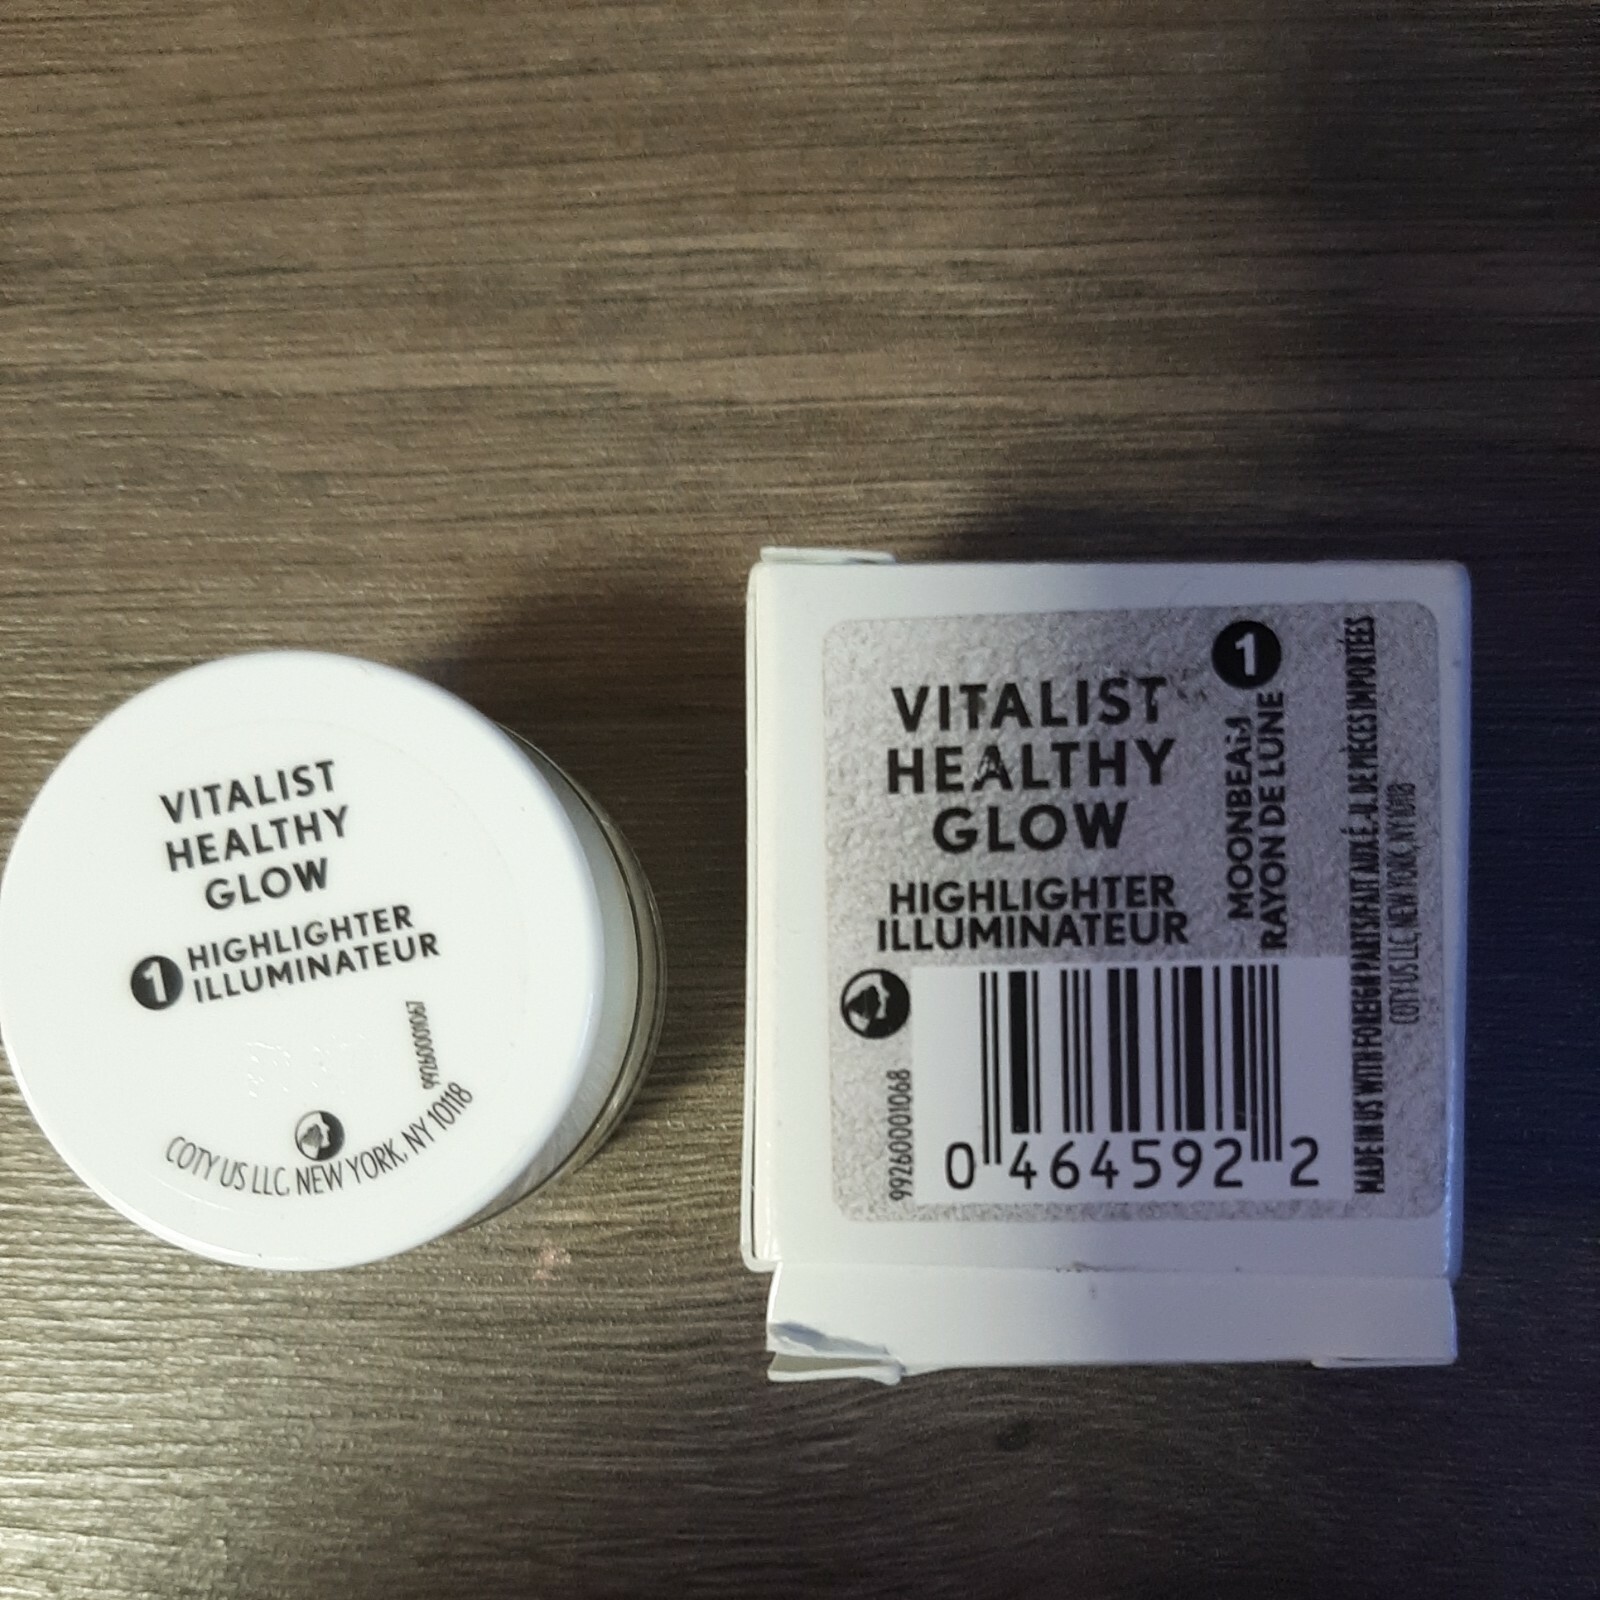 VITALIST
HEALTHY
GLOW
1 HIGHLIGHTER
ILLUMINATEUR
99260001067
COTY US LLC, NEW YORK, NY 10118
VITALIST
HEALTHY
GLOW
HIGHLIGHTER
ILLUMINATEUR
1
MOONBEAM
RAYON DE LUNE
99260001068
0 464592 2
MADE IN US WITH FOREIGN PARTS/FAIT AUX É.-U. DE PIÈCES IMPORTÉES
COTY US LLC, NEW YORK, NY 10118